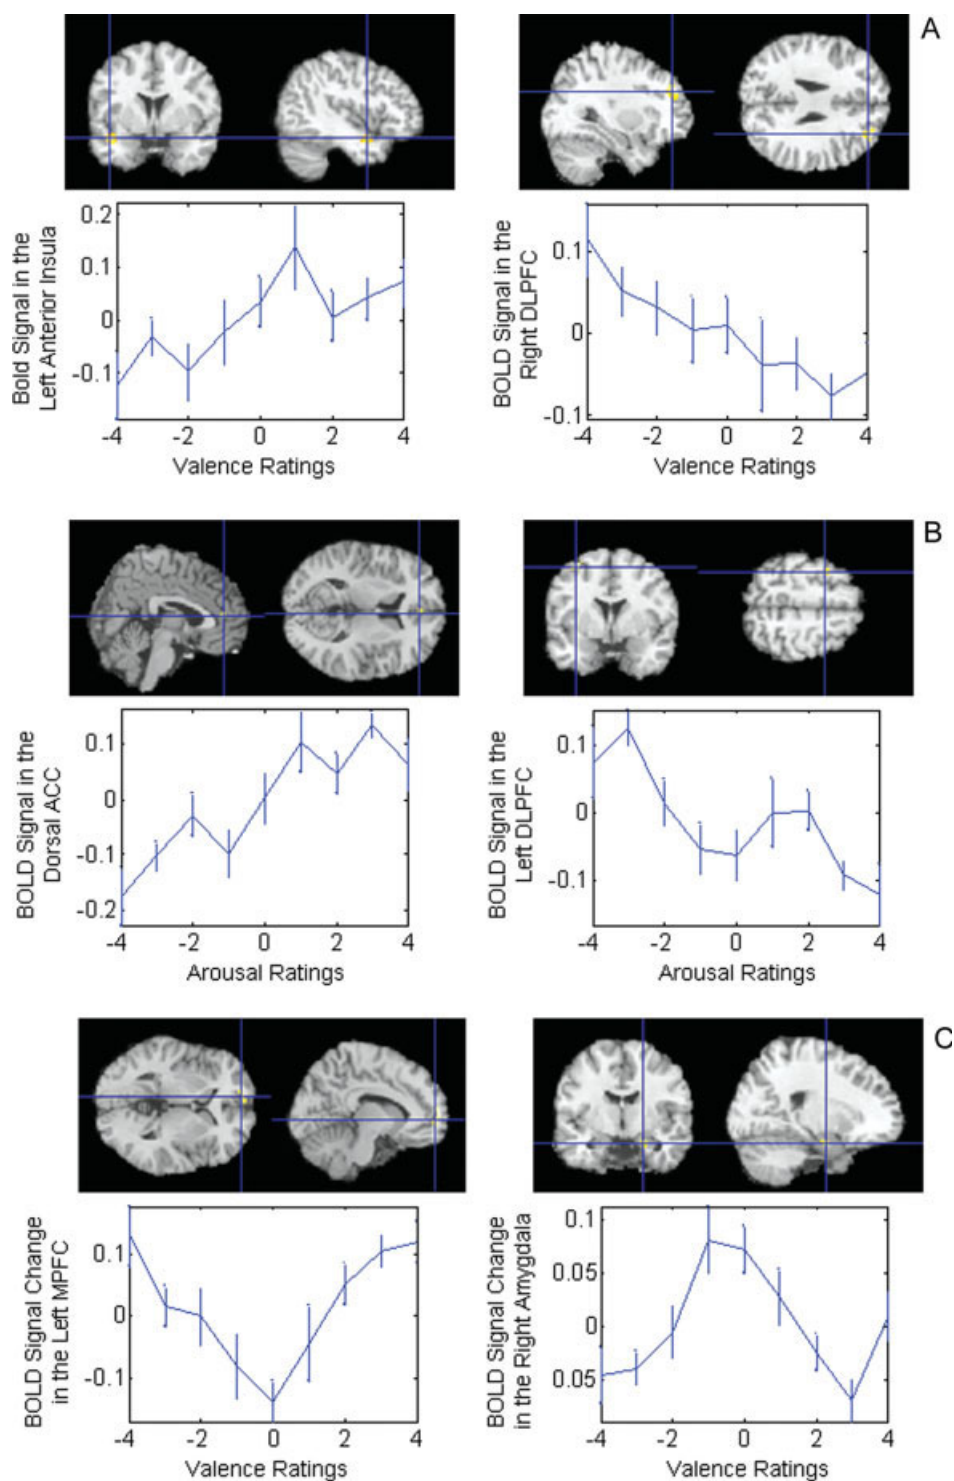 A
Bold Signal in the
Left Anterior Insula
0.2
0.1
0
-0.1
-4 -2 0 2 4
Valence Ratings
BOLD Signal in the
Right DLPFC
0.1
0
-0.1
-4 -2 0 2 4
Valence Ratings
B
BOLD Signal in the
Dorsal ACC
0.1
0
-0.1
-0.2
-4 -2 0 2 4
Arousal Ratings
BOLD Signal in the
Left DLPFC
0.1
0
-0.1
-4 -2 0 2 4
Arousal Ratings
C
BOLD Signal Change
in the Left MPFC
0.1
0
-0.1
-4 -2 0 2 4
Valence Ratings
BOLD Signal Change
in the Right Amygdala
0.1
0.05
0
0.05
-4 -2 0 2 4
Valence Ratings